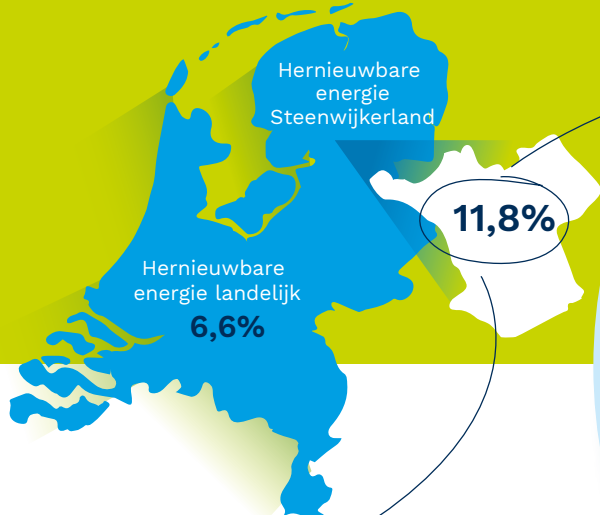 Hernieuwbare
energie
Steenwijkerland
11,8%
Hernieuwbare
energie landelijk
6,6%